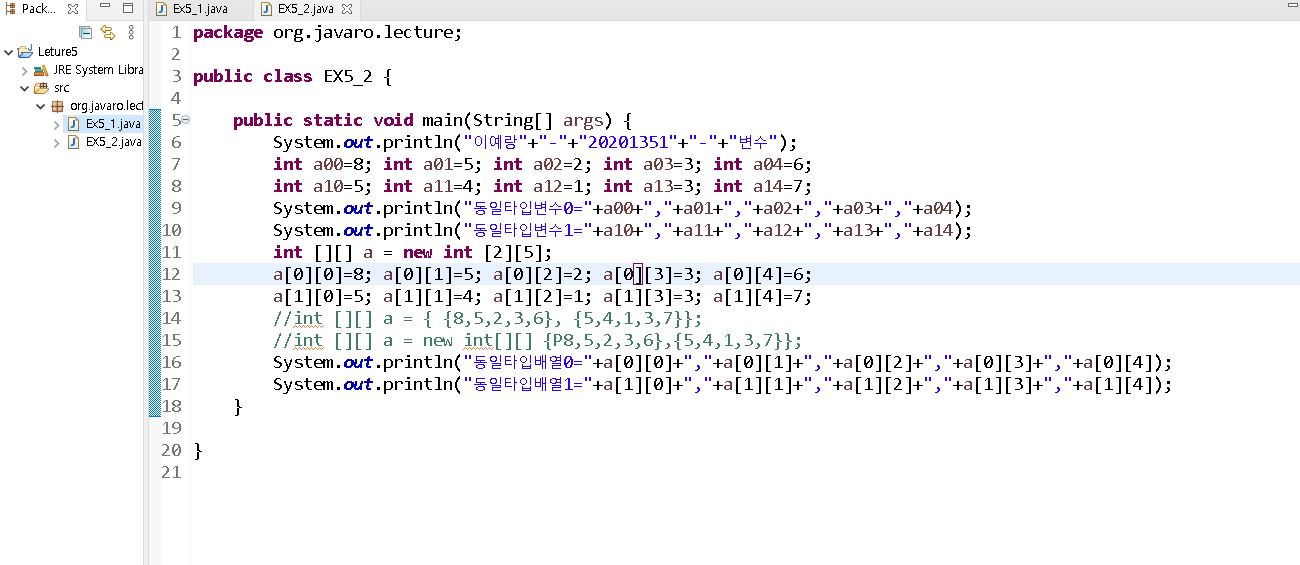 Pack...
Ex5_1.java
EX5_2.java
Leture5
JRE System Libra
src
org.javaro.lect
Ex5_1.java
EX5_2.java
1 package org.javaro.lecture;
2
3 public class EX5_2 {
4
5 public static void main(String[] args) {
6 System.out.println("이예랑"+"-"+"20201351"+"-"+"변수");
7 int a00=8; int a01=5; int a02=2; int a03=3; int a04=6;
8 int a10=5; int a11=4; int a12=1; int a13=3; int a14=7;
9 System.out.println("동일타입변수0="+a00+","+a01+","+a02+","+a03+","+a04);
10 System.out.println("동일타입변수1="+a10+","+a11+","+a12+","+a13+","+a14);
11 int [][] a = new int [2][5];
12 a[0][0]=8; a[0][1]=5; a[0][2]=2; a[0][3]=3; a[0][4]=6;
13 a[1][0]=5; a[1][1]=4; a[1][2]=1; a[1][3]=3; a[1][4]=7;
14 //int [][] a = { {8,5,2,3,6}, {5,4,1,3,7}};
15 //int [][] a = new int[][] {P8,5,2,3,6},{5,4,1,3,7}};
16 System.out.println("동일타입배열0="+a[0][0]+","+a[0][1]+","+a[0][2]+","+a[0][3]+","+a[0][4]);
17 System.out.println("동일타입배열1="+a[1][0]+","+a[1][1]+","+a[1][2]+","+a[1][3]+","+a[1][4]);
18 }
19
20 }
21